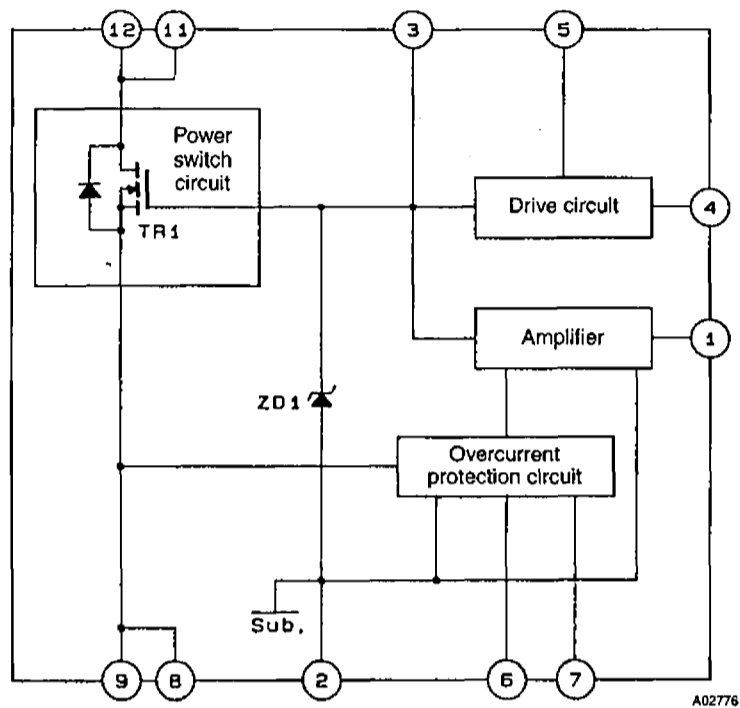 12
11
3
5
Power
switch
circuit
TR1
Drive circuit
4
Amplifier
1
ZD1
Overcurrent
protection circuit
Sub.
9
8
2
6
7
A02776